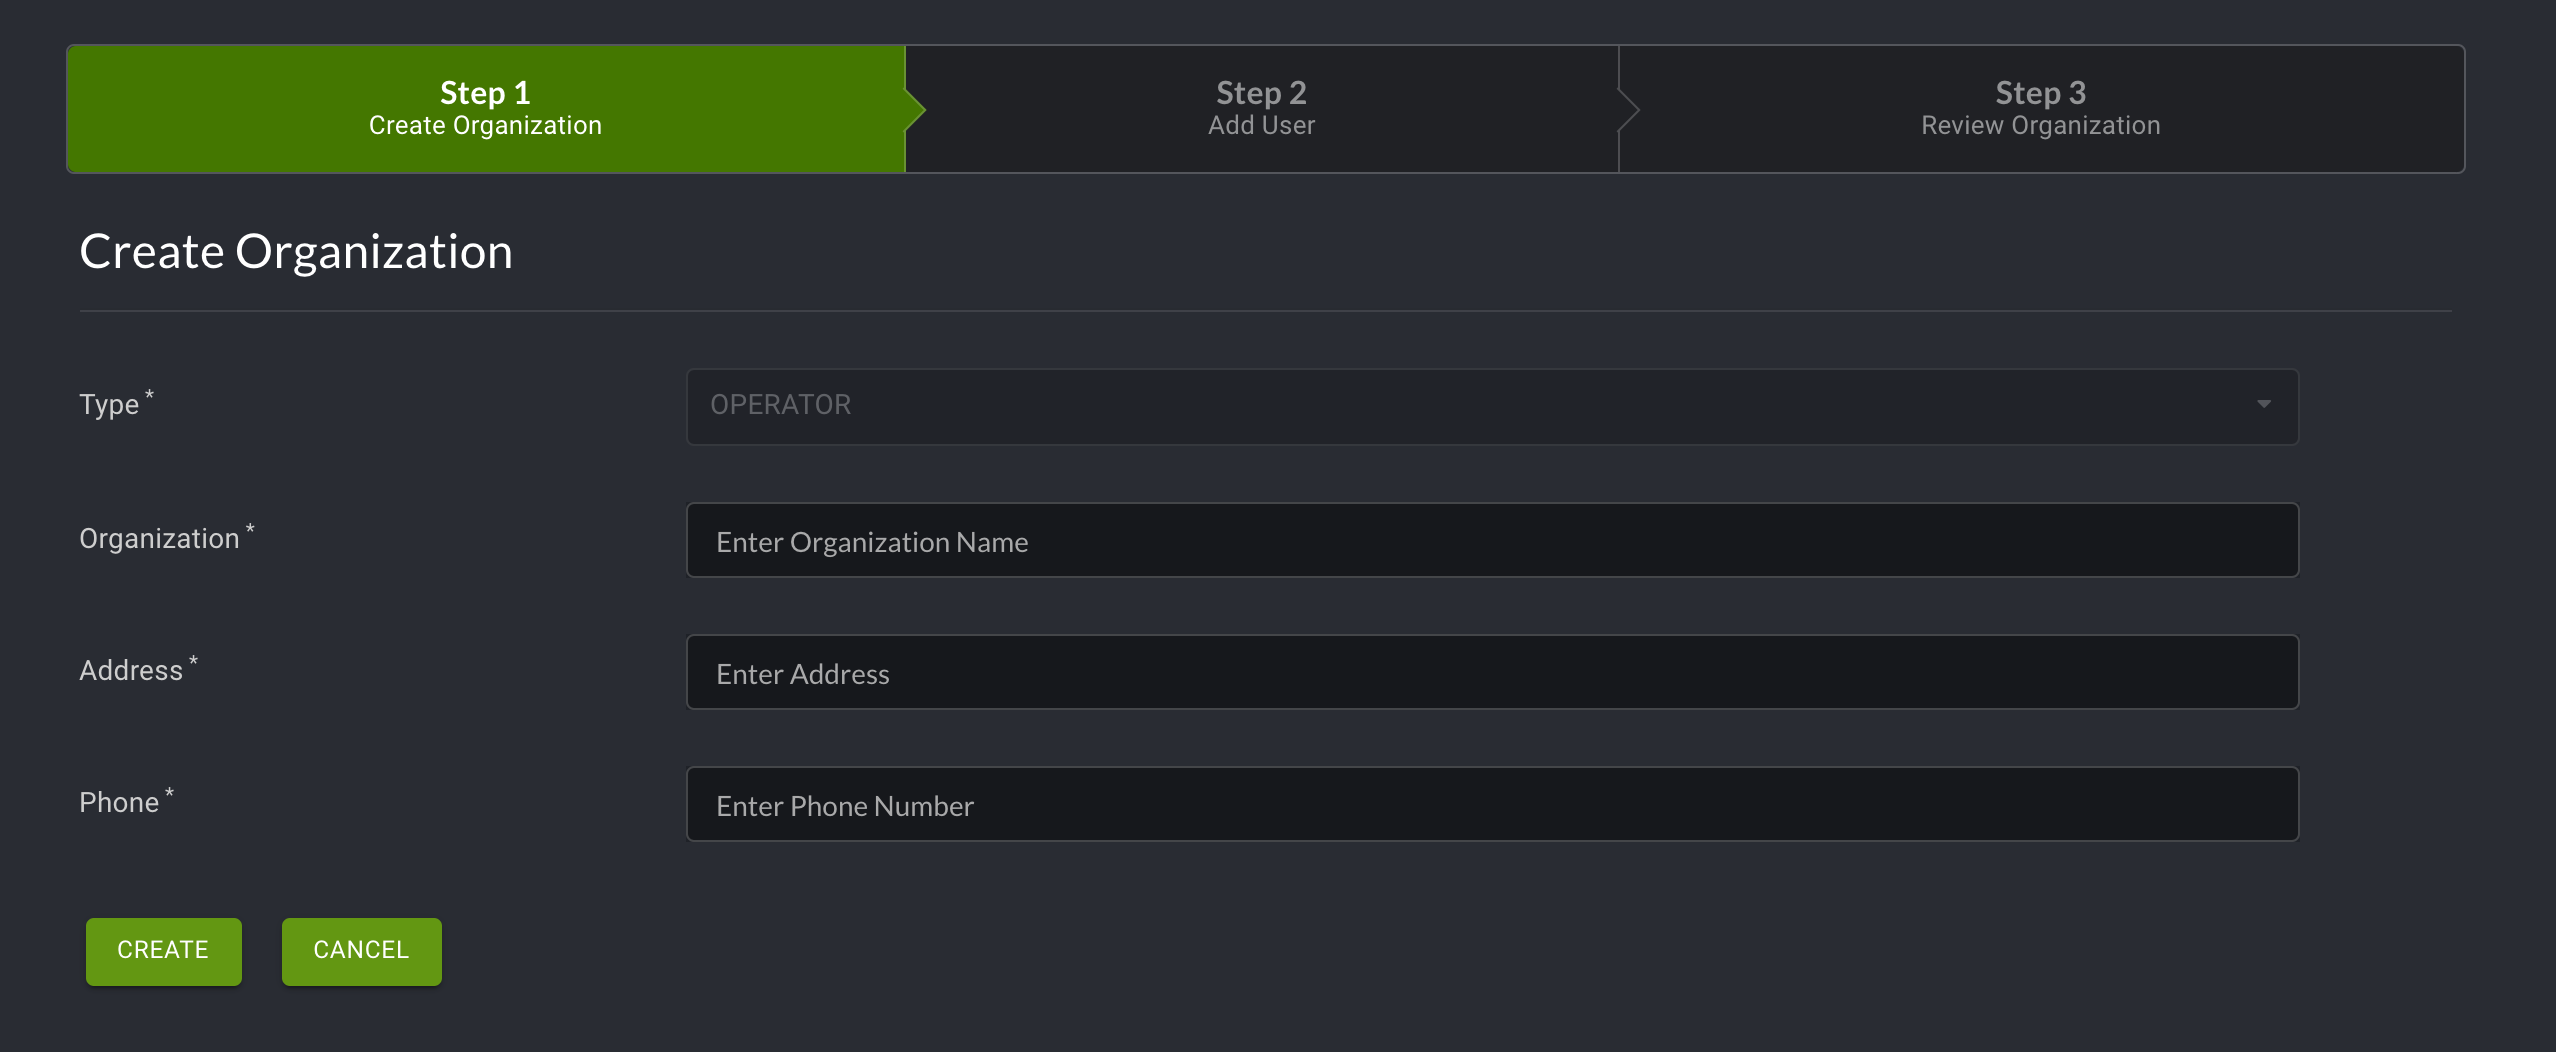 Step 1
Create Organization
Step 2
Add User
Step 3
Review Organization
Create Organization
Type *
OPERATOR
Organization *
Enter Organization Name
Address *
Enter Address
Phone *
Enter Phone Number
CREATE
CANCEL